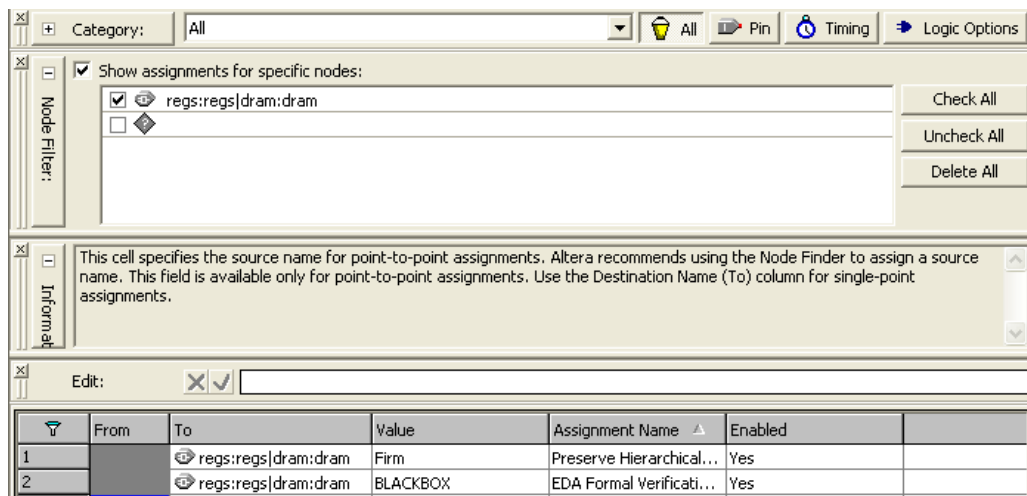 Category: All All Pin Timing Logic Options
Show assignments for specific nodes:
Node Filter:
regs:regs|dram:dram
Check All
Uncheck All
Delete All
Informat
This cell specifies the source name for point-to-point assignments. Altera recommends using the Node Finder to assign a source
name. This field is available only for point-to-point assignments. Use the Destination Name (To) column for single-point
assignments.
Edit:
From To Value Assignment Name Enabled
1 regs:regs|dram:dram Firm Preserve Hierarchical... Yes
2 regs:regs|dram:dram BLACKBOX EDA Formal Verificati... Yes